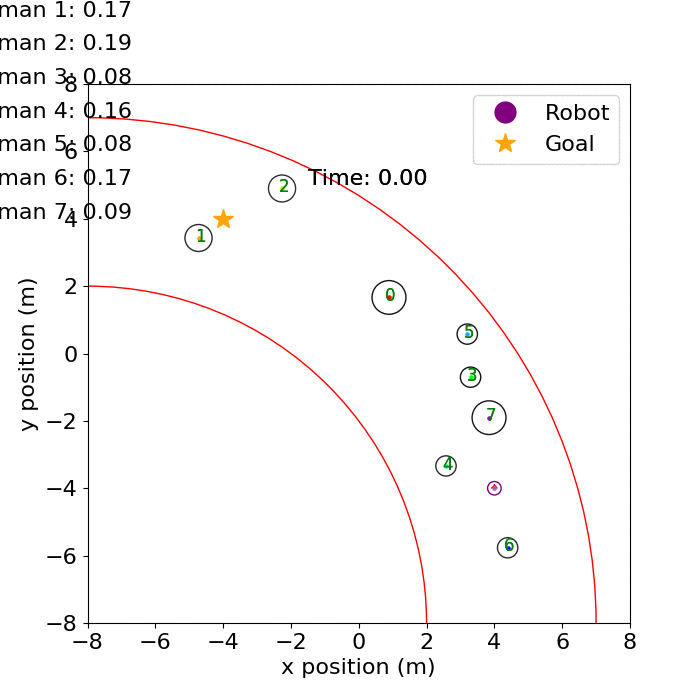 man 1: 0.17
man 2: 0.19
man 3: 0.08
man 4: 0.16
man 5: 0.08
man 6: 0.17
man 7: 0.09
Time: 0.00
Robot
Goal
8
6
4
2
0
−2
−4
−6
−8
y position (m)
2
1
0
5
3
7
4
6
−8 −6 −4 −2 0 2 4 6 8
x position (m)